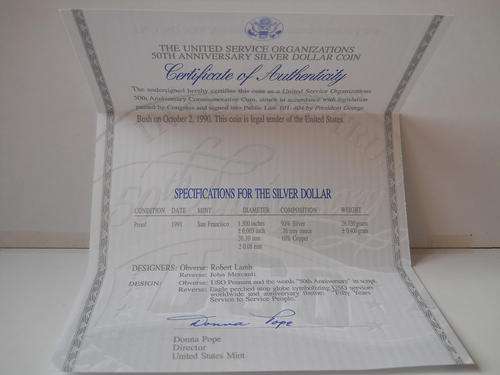 THE UNITED SERVICE ORGANIZATIONS
50TH ANNIVERSARY SILVER DOLLAR COIN
Certificate of Authenticity
The undersigned hereby certifies this coin as a United Service Organizations
50th Anniversary Commemorative Coin, struck in accordance with legislation
passed by Congress and signed into Public Law 101-404 by President George
Bush on October 2, 1990. This coin is legal tender of the United States.
SPECIFICATIONS FOR THE SILVER DOLLAR
CONDITION DATE MINT DIAMETER COMPOSITION WEIGHT
Proof 1991 San Francisco 1.500 inches 90% Silver 26.730 grams
± 0.003 inch .76 troy ounce ± 0.400 gram
38.10 mm 10% Copper
± 0.08 mm
DESIGNERS: Obverse: Robert Lamb
Reverse: John Mercanti
DESIGN: Obverse: USO Pennant and the words "50th Anniversary" in script.
Reverse: Eagle perched atop globe symbolizing USO services
worldwide and anniversary theme: "Fifty Years
Service to Service People."
Donna Pope
Donna Pope
Director
United States Mint